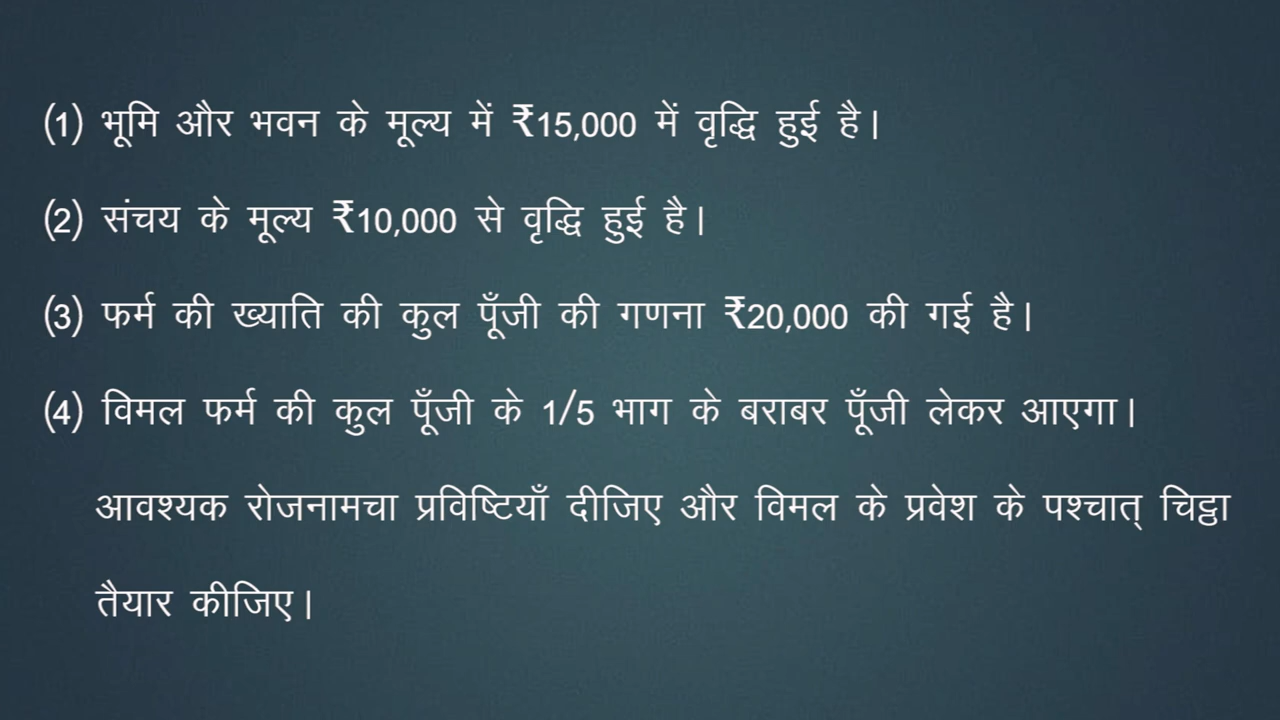 (1) भूमि और भवन के मूल्य में ₹15,000 में वृद्धि हुई है।
(2) संचय के मूल्य ₹10,000 से वृद्धि हुई है।
(3) फर्म की ख्याति की कुल पूँजी की गणना ₹20,000 की गई है।
(4) विमल फर्म की कुल पूँजी के 1/5 भाग के बराबर पूँजी लेकर आएगा।
आवश्यक रोजनामचा प्रविष्टियाँ दीजिए और विमल के प्रवेश के पश्चात् चिट्ठा
तैयार कीजिए।